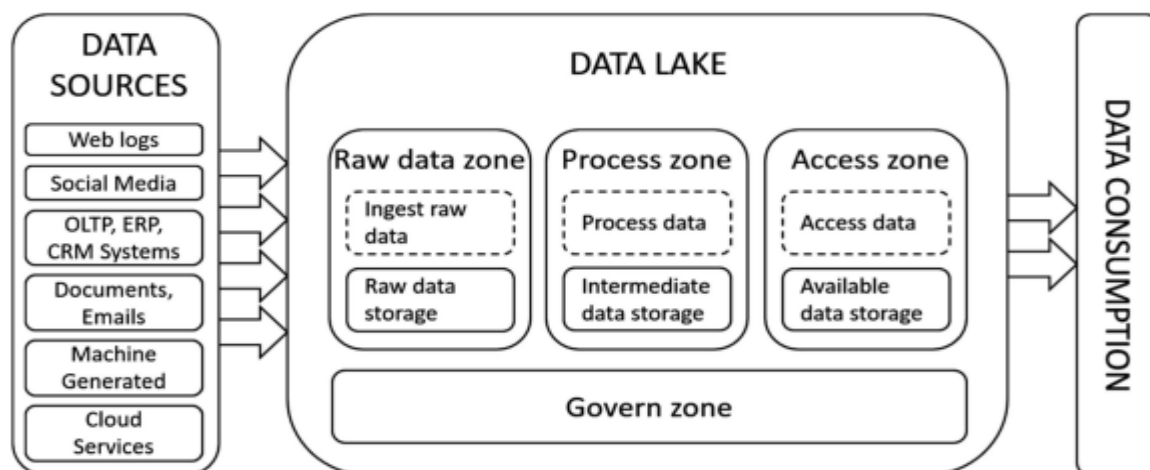 DATA
SOURCES
Web logs
Social Media
OLTP, ERP,
CRM Systems
Documents,
Emails
Machine
Generated
Cloud
Services
DATA LAKE
Raw data zone
Ingest raw
data
Raw data
storage
Process zone
Process data
Intermediate
data storage
Access zone
Access data
Available
data storage
Govern zone
DATA CONSUMPTION